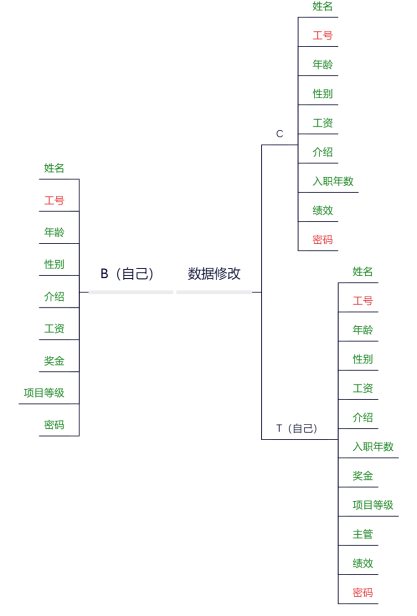 数据修改
B（自己）
姓名
工号
年龄
性别
介绍
工资
奖金
项目等级
密码
C
姓名
工号
年龄
性别
工资
介绍
入职年数
绩效
密码
T（自己）
姓名
工号
年龄
性别
工资
介绍
入职年数
奖金
项目等级
主管
绩效
密码